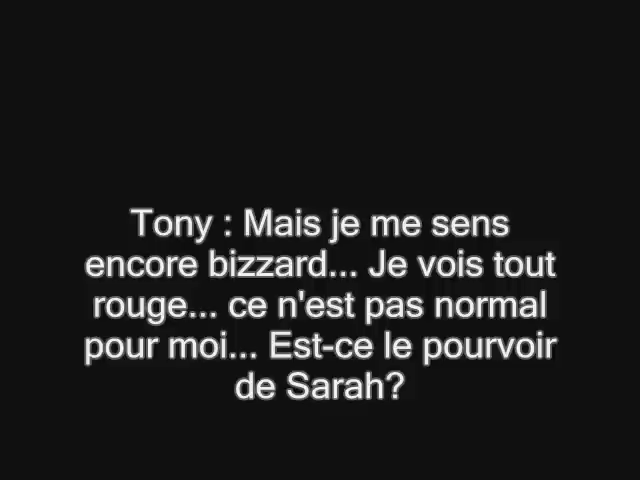 Tony : Mais je me sens
encore bizzard... Je vois tout
rouge... ce n'est pas normal
pour moi... Est-ce le pourvoir
de Sarah?